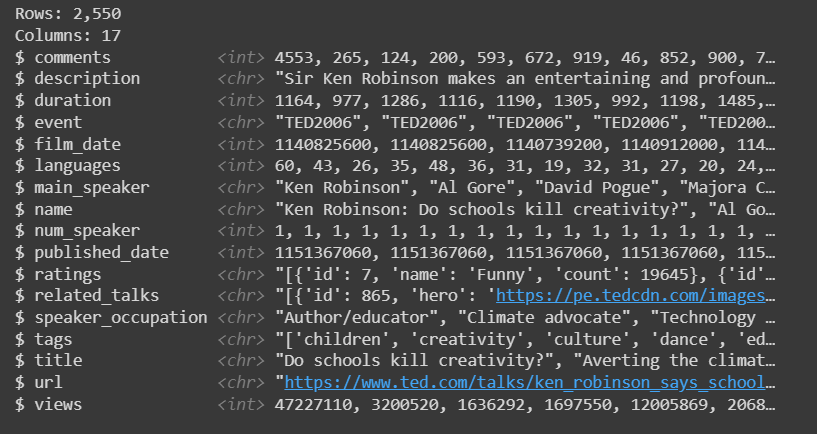 Rows: 2,550
Columns: 17
$ comments <int> 4553, 265, 124, 200, 593, 672, 919, 46, 852, 900, 7…
$ description <chr> "Sir Ken Robinson makes an entertaining and profoun…
$ duration <int> 1164, 977, 1286, 1116, 1190, 1305, 992, 1198, 1485,…
$ event <chr> "TED2006", "TED2006", "TED2006", "TED2006", "TED200…
$ film_date <int> 1140825600, 1140825600, 1140739200, 1140912000, 114…
$ languages <int> 60, 43, 26, 35, 48, 36, 31, 19, 32, 31, 27, 20, 24,…
$ main_speaker <chr> "Ken Robinson", "Al Gore", "David Pogue", "Majora C…
$ name <chr> "Ken Robinson: Do schools kill creativity?", "Al Go…
$ num_speaker <int> 1, 1, 1, 1, 1, 1, 1, 1, 1, 1, 1, 1, 1, 1, 1, 1, 1, …
$ published_date <int> 1151367060, 1151367060, 1151367060, 1151367060, 115…
$ ratings <chr> "[{'id': 7, 'name': 'Funny', 'count': 19645}, {'id'…
$ related_talks <chr> "[{'id': 865, 'hero': 'https://pe.tedcdn.com/images…
$ speaker_occupation <chr> "Author/educator", "Climate advocate", "Technology …
$ tags <chr> "['children', 'creativity', 'culture', 'dance', 'ed…
$ title <chr> "Do schools kill creativity?", "Averting the climat…
$ url <chr> "https://www.ted.com/talks/ken_robinson_says_school…
$ views <int> 47227110, 3200520, 1636292, 1697550, 12005869, 2068…